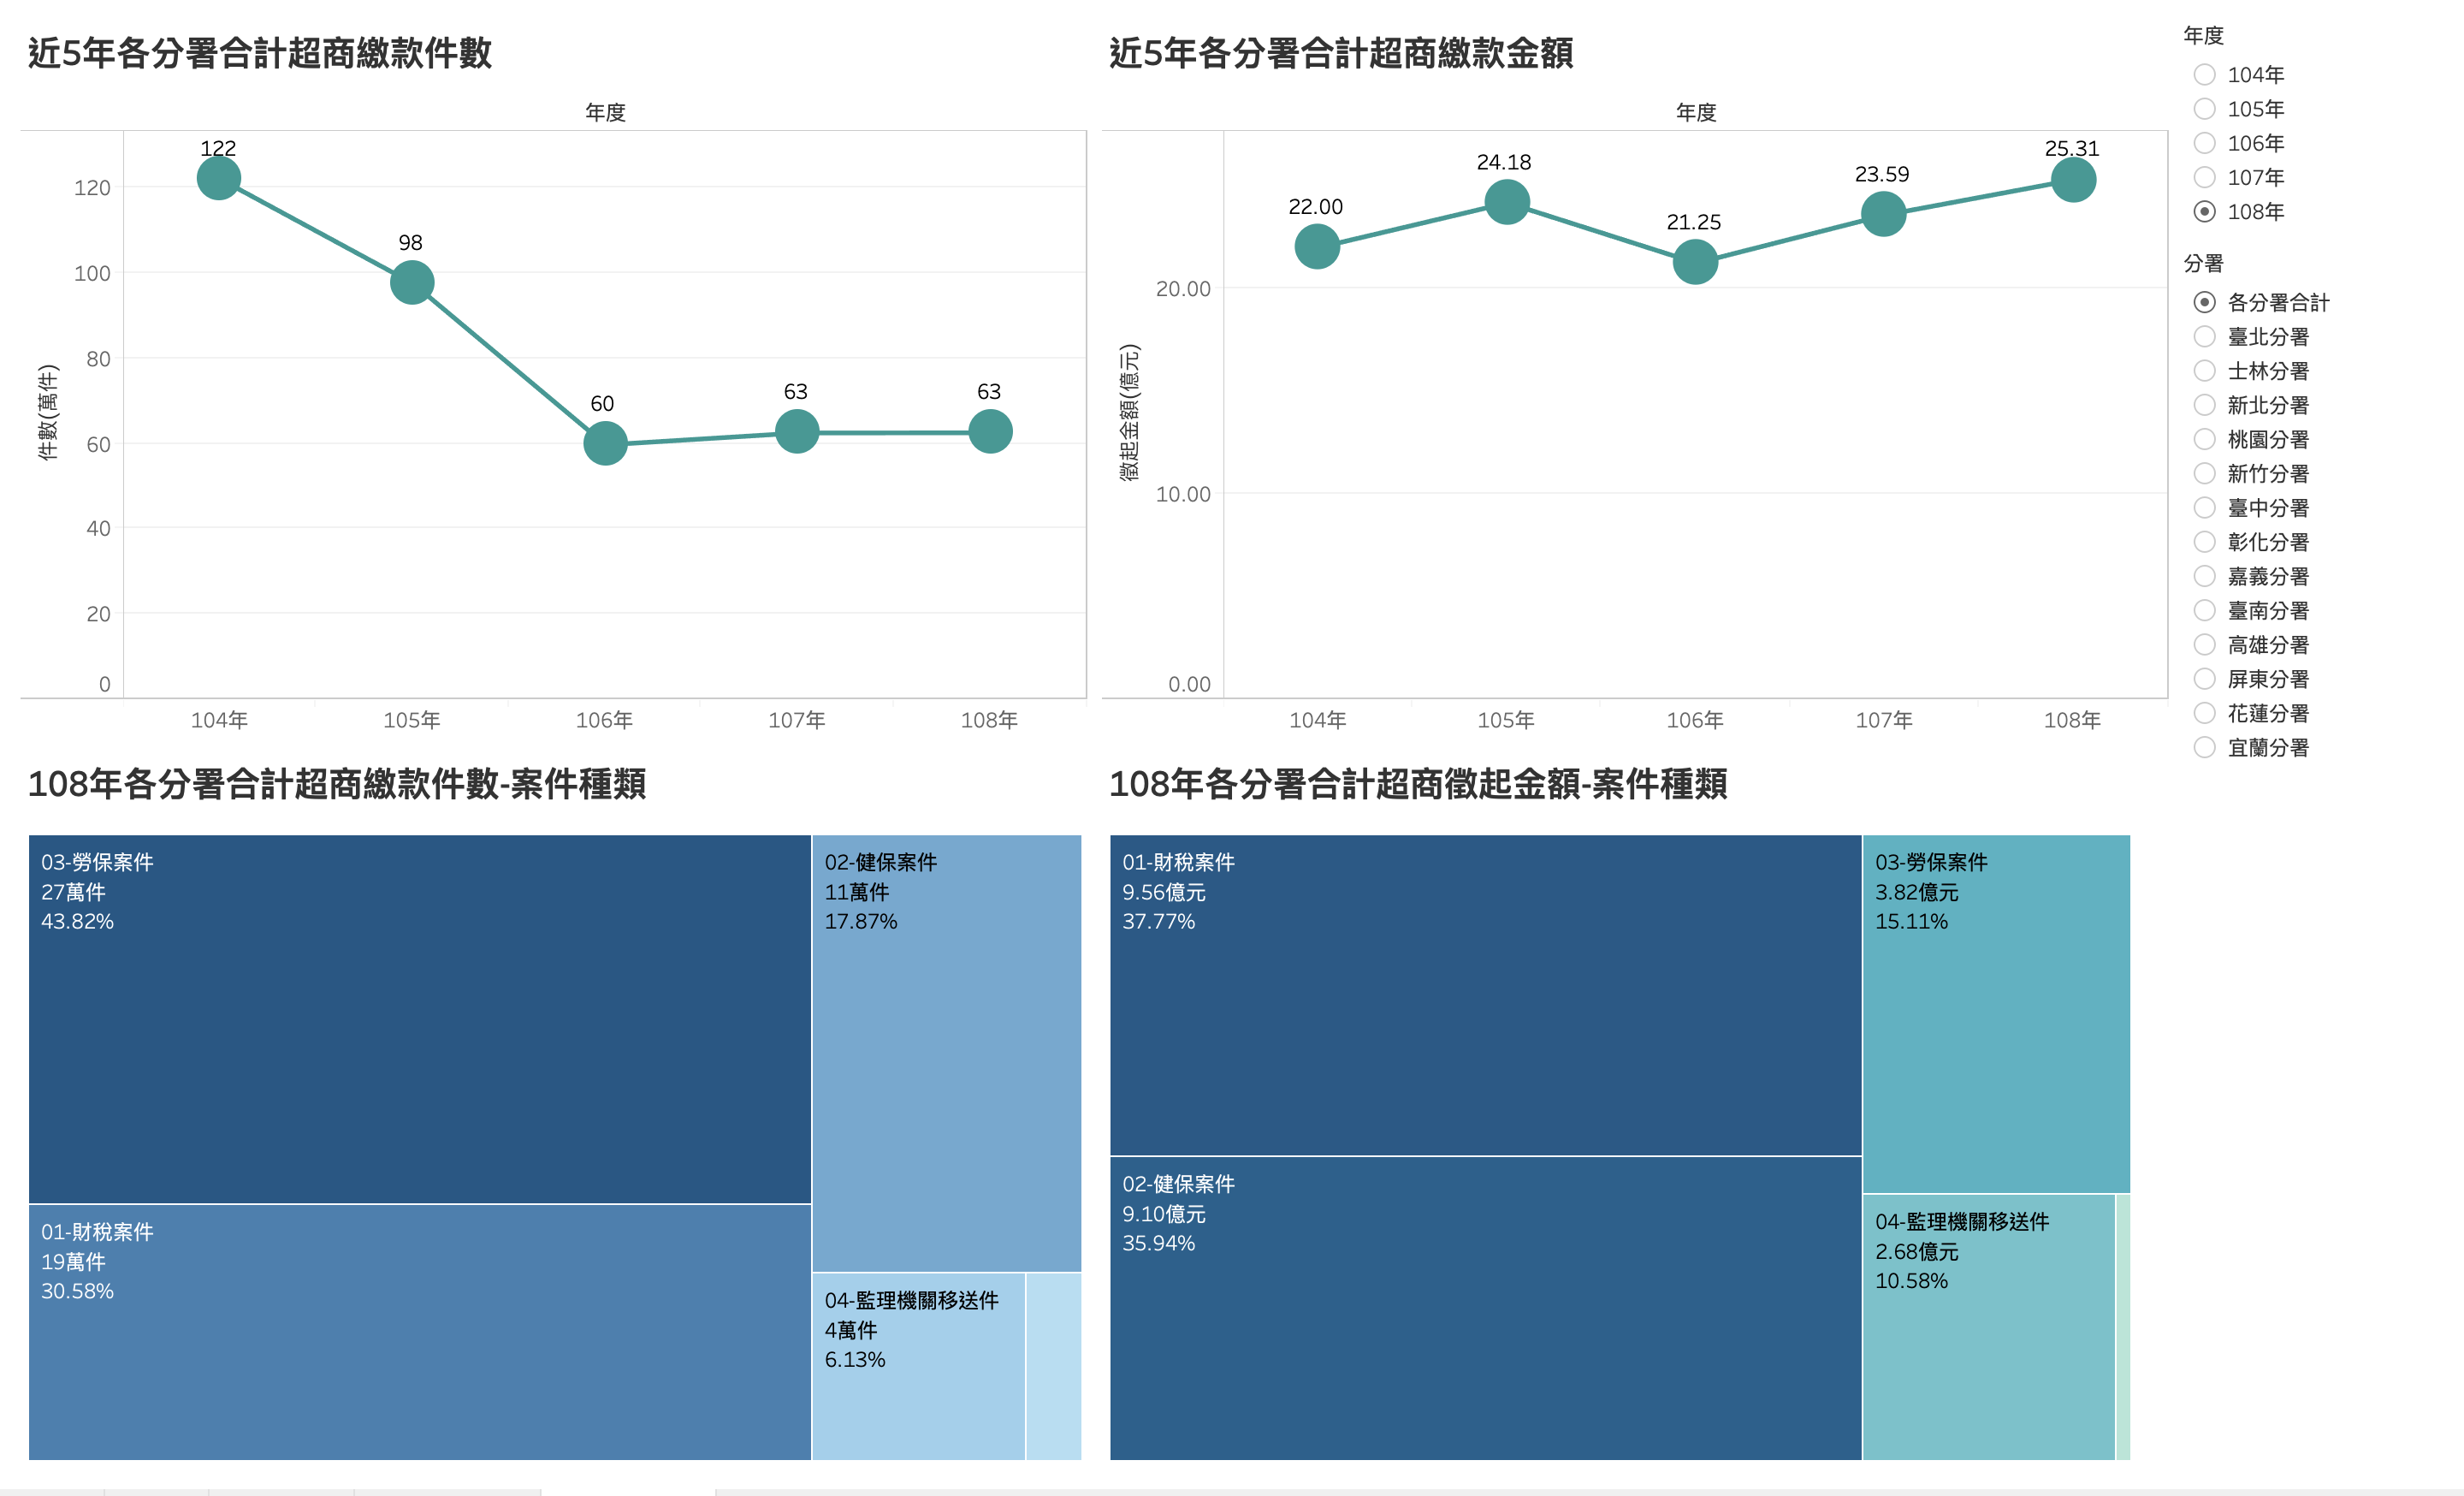 近5年各分署合計超商繳款件數
年度
件數(萬件)
120
100
80
60
40
20
0
122
98
60
63
63
104年
105年
106年
107年
108年
近5年各分署合計超商繳款金額
年度
徵起金額(億元)
20.00
10.00
0.00
22.00
24.18
21.25
23.59
25.31
104年
105年
106年
107年
108年
年度
104年
105年
106年
107年
108年
分署
各分署合計
臺北分署
士林分署
新北分署
桃園分署
新竹分署
臺中分署
彰化分署
嘉義分署
臺南分署
高雄分署
屏東分署
花蓮分署
宜蘭分署
108年各分署合計超商繳款件數-案件種類
03-勞保案件
27萬件
43.82%
01-財稅案件
19萬件
30.58%
02-健保案件
11萬件
17.87%
04-監理機關移送件
4萬件
6.13%
108年各分署合計超商徵起金額-案件種類
01-財稅案件
9.56億元
37.77%
02-健保案件
9.10億元
35.94%
03-勞保案件
3.82億元
15.11%
04-監理機關移送件
2.68億元
10.58%